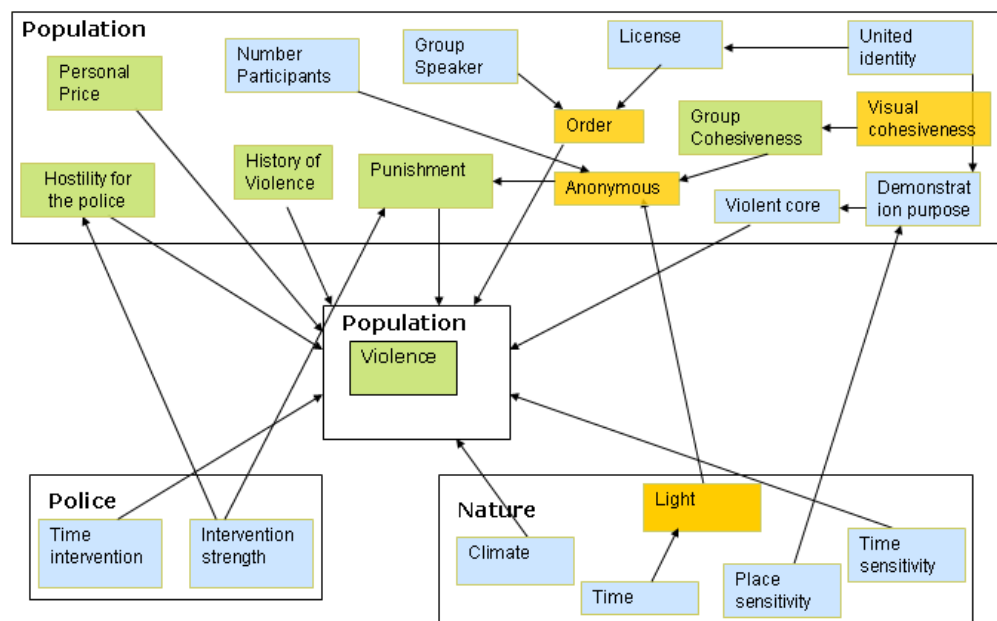 Population
Personal
Price
Number
Participants
Group
Speaker
License
United
identity
Order
Group
Cohesiveness
Visual
cohesiveness
Hostility for
the police
History of
Violence
Punishment
Anonymous
Violent core
Demonstrat
ion purpose
Population
Violence
Police
Time
intervention
Intervention
strength
Nature
Light
Climate
Time
Place
sensitivity
Time
sensitivity